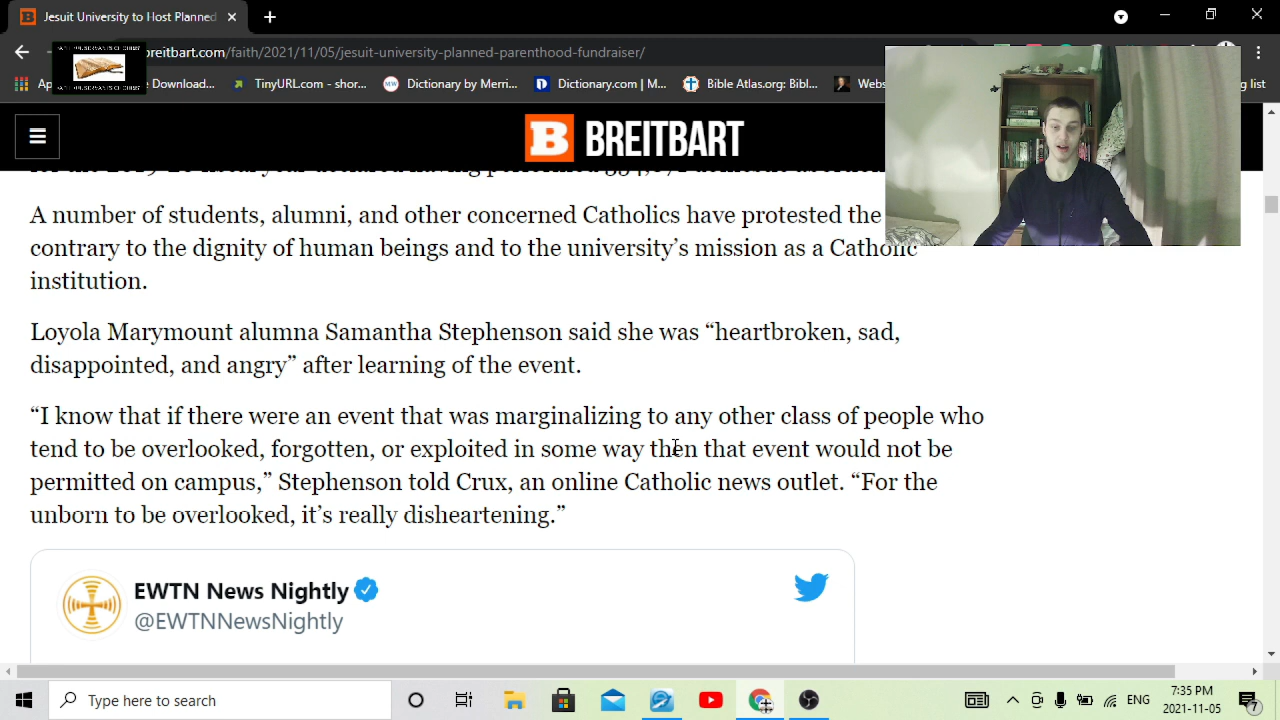 Jesuit University to Host Planned
breitbart.com/faith/2021/11/05/jesuit-university-planned-parenthood-fundraiser/
Download...
TinyURL.com - shor...
Dictionary by Merri...
Dictionary.com | M...
Bible Atlas.org: Bibl...
Webs
g list
BREITBART
A number of students, alumni, and other concerned Catholics have protested the
contrary to the dignity of human beings and to the university’s mission as a Catholic
institution.
Loyola Marymount alumna Samantha Stephenson said she was “heartbroken, sad,
disappointed, and angry” after learning of the event.
“I know that if there were an event that was marginalizing to any other class of people who
tend to be overlooked, forgotten, or exploited in some way then that event would not be
permitted on campus,” Stephenson told Crux, an online Catholic news outlet. “For the
unborn to be overlooked, it’s really disheartening.”
EWTN News Nightly
@EWTNNewsNightly
Type here to search
ENG
7:35 PM
2021-11-05
7